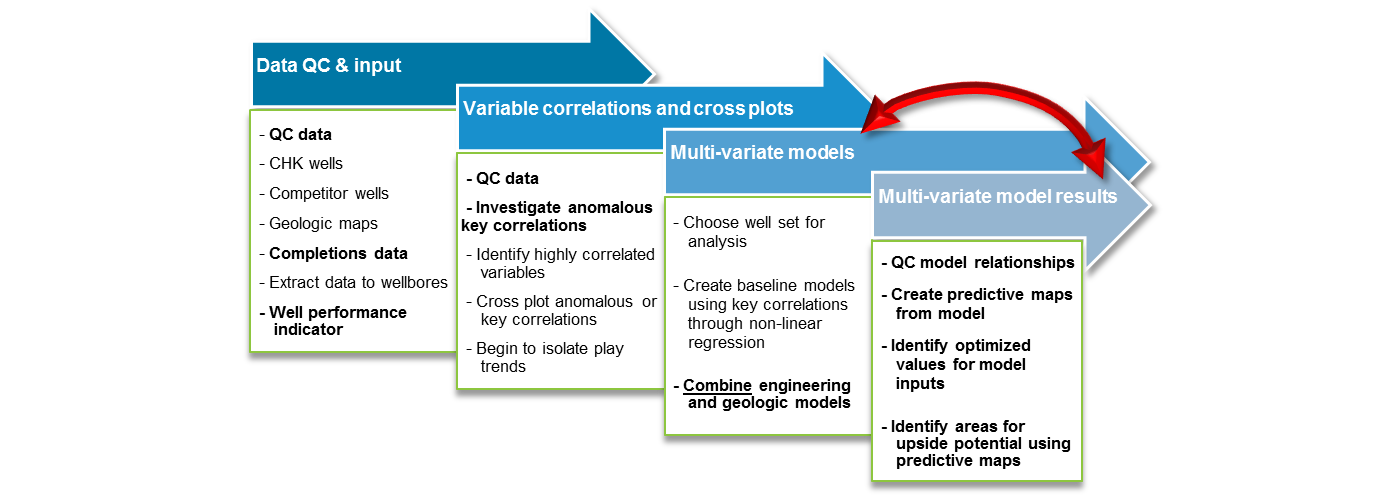 Data QC & input
- QC data
- CHK wells
- Competitor wells
- Geologic maps
- Completions data
- Extract data to wellbores
- Well performance
indicator
Variable correlations and cross plots
- QC data
- Investigate anomalous
key correlations
- Identify highly correlated
variables
- Cross plot anomalous or
key correlations
- Begin to isolate play
trends
Multi-variate models
- Choose well set for
analysis
- Create baseline models
using key correlations
through non-linear
regression
- Combine engineering
and geologic models
Multi-variate model results
- QC model relationships
- Create predictive maps
from model
- Identify optimized
values for model
inputs
- Identify areas for
upside potential using
predictive maps